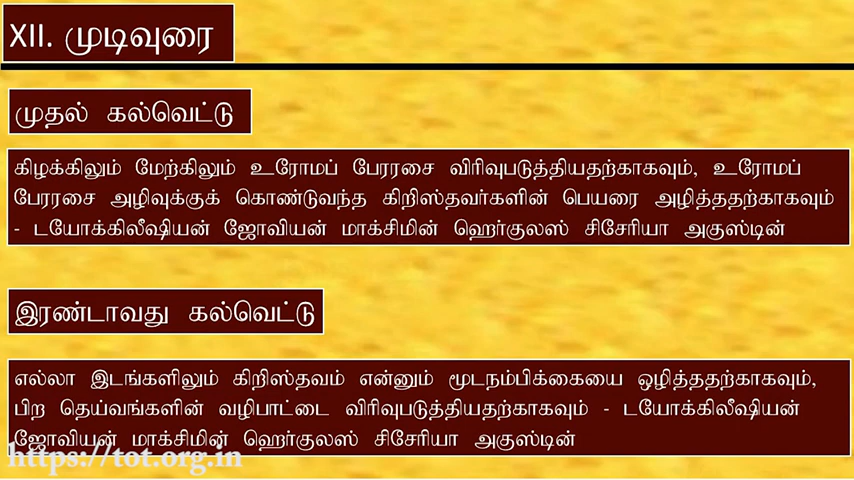 XII. முடிவுரை
முதல் கல்வெட்டு
கிழக்கிலும் மேற்கிலும் உரோமப் பேரரசை விரிவுபடுத்தியதற்காகவும், உரோமப்
பேரரசை அழிவுக்குக் கொண்டுவந்த கிறிஸ்தவர்களின் பெயரை அழித்ததற்காகவும்
- டயோக்கிலீஷியன் ஜோவியன் மாக்சிமின் ஹெர்குலஸ் சிசேரியா அகுஸ்டின்
இரண்டாவது கல்வெட்டு
எல்லா இடங்களிலும் கிறிஸ்தவம் என்னும் மூடநம்பிக்கையை ஒழித்ததற்காகவும்,
பிற தெய்வங்களின் வழிபாட்டை விரிவுபடுத்தியதற்காகவும் - டயோக்கிலீஷியன்
ஜோவியன் மாக்சிமின் ஹெர்குலஸ் சிசேரியா அகுஸ்டின்
https://tot.org.in